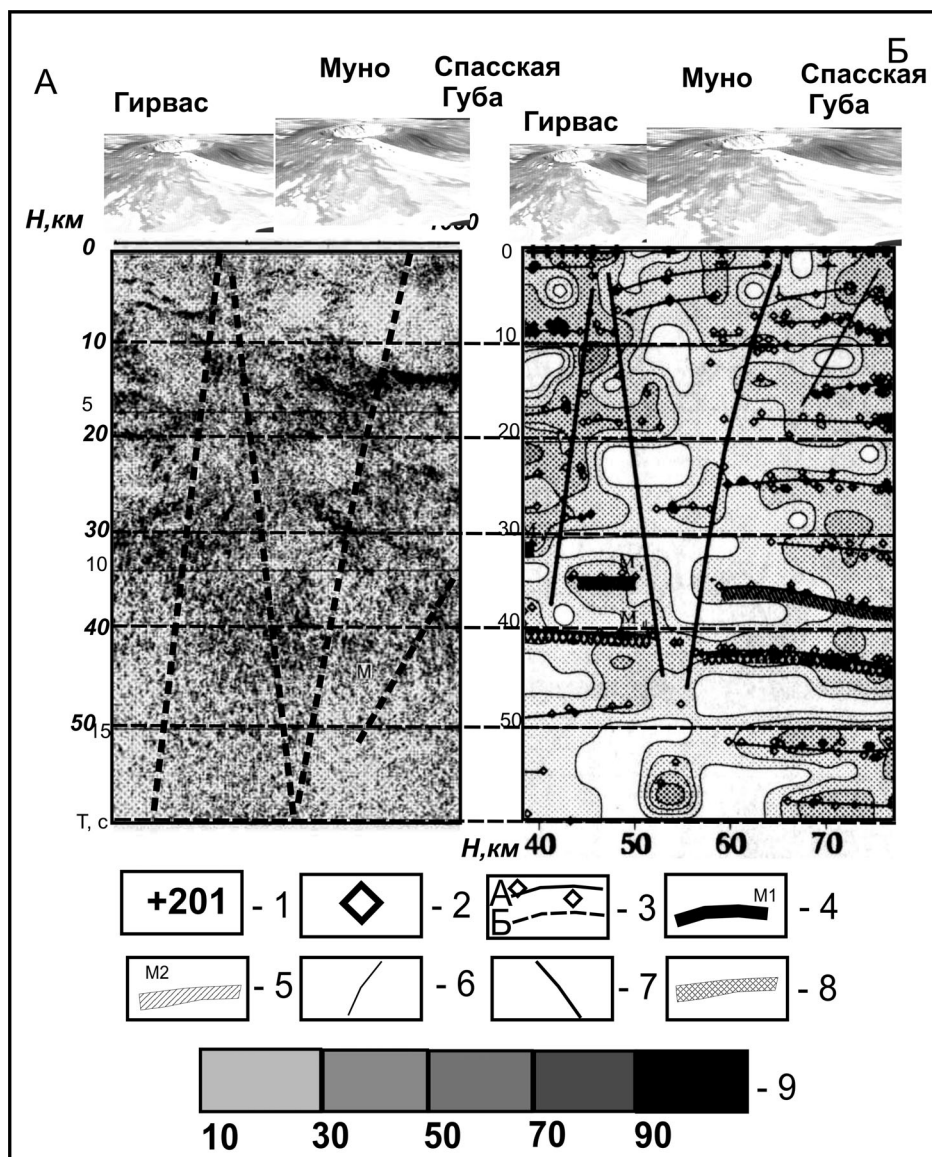 А
Гирвас
Муно
Спасская
Губа
Н,км
0
10
5
20
30
10
40
М
50
15
Т, с
Б
Гирвас
Муно
Спасская
Губа
0
10
20
30
40
М
50
Н,км
40
50
60
70
+201 - 1
- 2
А
Б
- 3
М1
- 4
М2
- 5
- 6
- 7
- 8
- 9
10
30
50
70
90